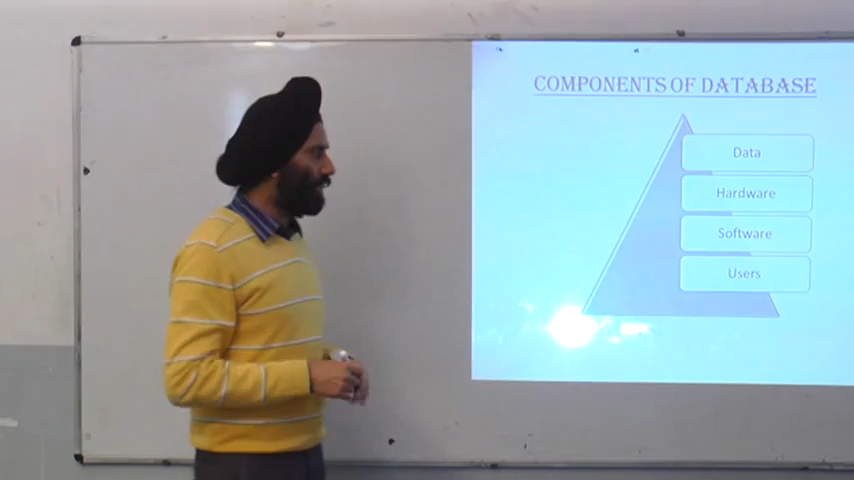 COMPONENTS OF DATABASE
Data
Hardware
Software
Users